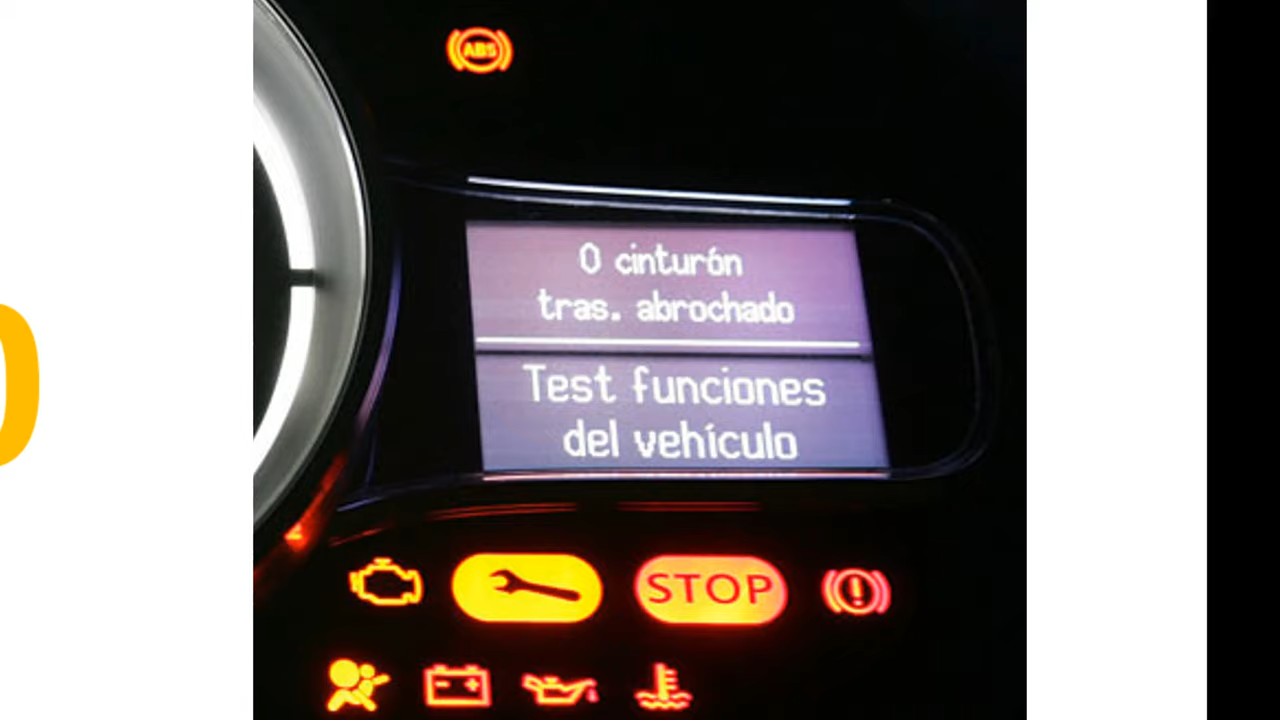 ABS
0 cinturón
tras. abrochado
Test funciones
del vehículo
STOP